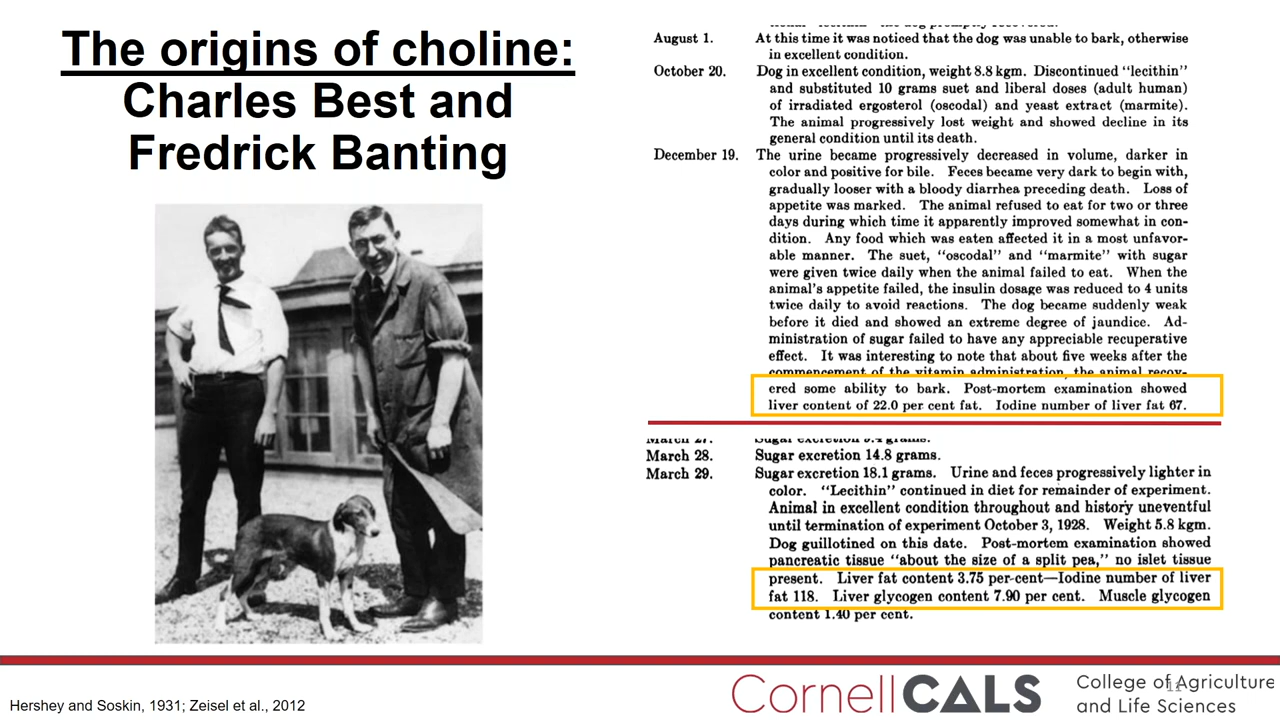 The origins of choline:
Charles Best and
Fredrick Banting
August 1. At this time it was noticed that the dog was unable to bark, otherwise
in excellent condition.
October 20. Dog in excellent condition, weight 8.8 kgm. Discontinued “lecithin”
and substituted 10 grams suet and liberal doses (adult human)
of irradiated ergosterol (oscodal) and yeast extract (marmite).
The animal progressively lost weight and showed decline in its
general condition until its death.
December 19. The urine became progressively decreased in volume, darker in
color and positive for bile. Feces became very dark to begin with,
gradually looser with a bloody diarrhea preceding death. Loss of
appetite was marked. The animal refused to eat for two or three
days during which time it apparently improved somewhat in con-
dition. Any food which was eaten affected it in a most unfavor-
able manner. The suet, “oscodal” and “marmite” with sugar
were given twice daily when the animal failed to eat. When the
animal's appetite failed, the insulin dosage was reduced to 4 units
twice daily to avoid reactions. The dog became suddenly weak
before it died and showed an extreme degree of jaundice. Ad-
ministration of sugar failed to have any appreciable recuperative
effect. It was interesting to note that about five weeks after the
commencement of the vitamin administration, the animal recov-
ered some ability to bark. Post-mortem examination showed
liver content of 22.0 per cent fat. Iodine number of liver fat 67.
March 28. Sugar excretion 14.8 grams.
March 29. Sugar excretion 18.1 grams. Urine and feces progressively lighter in
color. “Lecithin” continued in diet for remainder of experiment.
Animal in excellent condition throughout and history uneventful
until termination of experiment October 3, 1928. Weight 5.8 kgm.
Dog guillotined on this date. Post-mortem examination showed
pancreatic tissue “about the size of a split pea,” no islet tissue
present. Liver fat content 3.75 per-cent—Iodine number of liver
fat 118. Liver glycogen content 7.90 per cent. Muscle glycogen
content 1.40 per cent.
Hershey and Soskin, 1931; Zeisel et al., 2012
CornellCALS
College of Agriculture
and Life Sciences
11